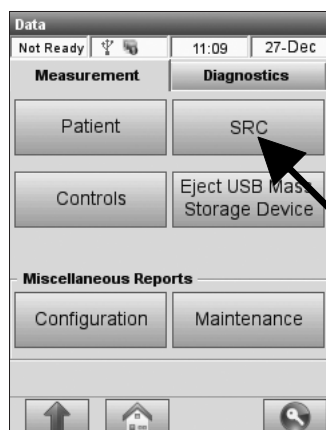 Data
Not Ready 11:09 27-Dec
Measurement Diagnostics
Patient SRC
Controls Eject USB Mass Storage Device
Miscellaneous Reports
Configuration Maintenance